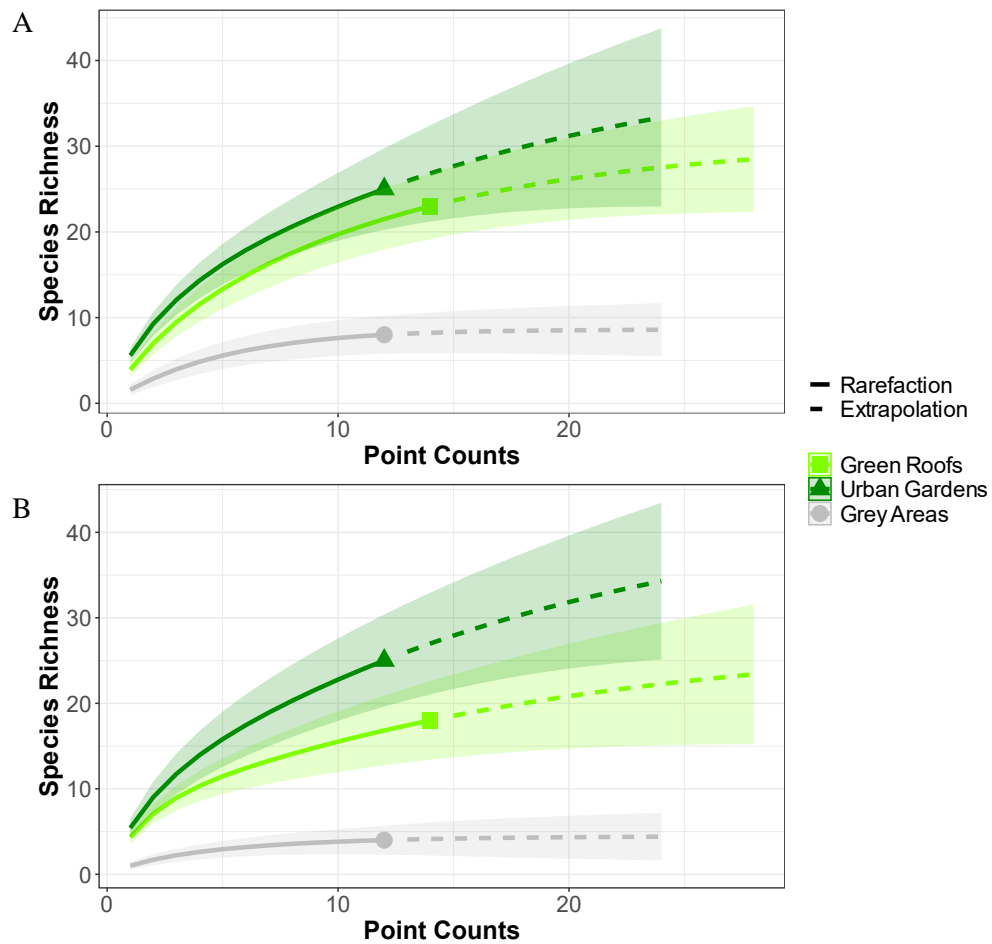 A
40
30
20
10
0
Species Richness
0 10 20
Point Counts
Rarefaction
Extrapolation
Green Roofs
Urban Gardens
Grey Areas
B
40
30
20
10
0
Species Richness
0 10 20
Point Counts